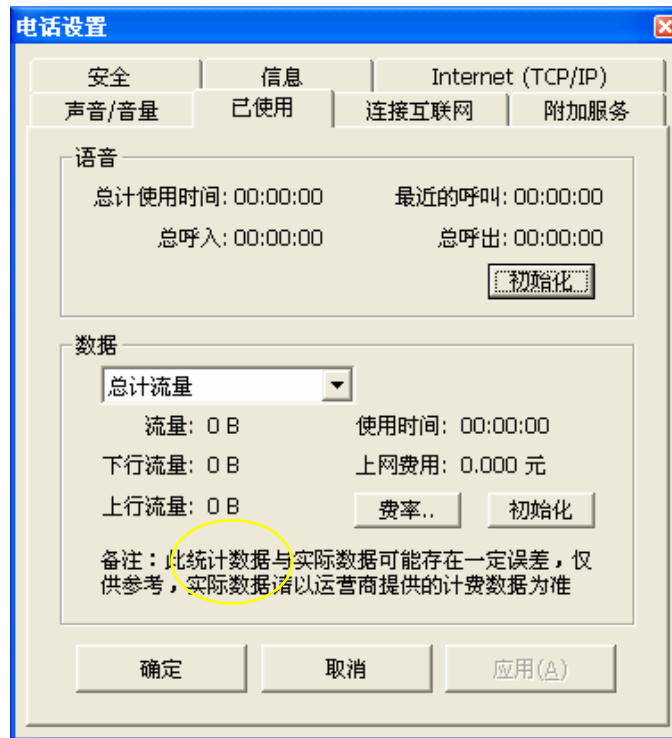 电话设置
安全 信息 Internet (TCP/IP)
声音/音量 已使用 连接互联网 附加服务
语音
总计使用时间: 00:00:00 最近的呼叫: 00:00:00
总呼入: 00:00:00 总呼出: 00:00:00
初始化
数据
总计流量
流量: 0 B 使用时间: 00:00:00
下行流量: 0 B 上网费用: 0.000 元
上行流量: 0 B 费率.. 初始化
备注：此统计数据与实际数据可能存在一定误差，仅
供参考，实际数据请以运营商提供的计费数据为准
确定 取消 应用(A)